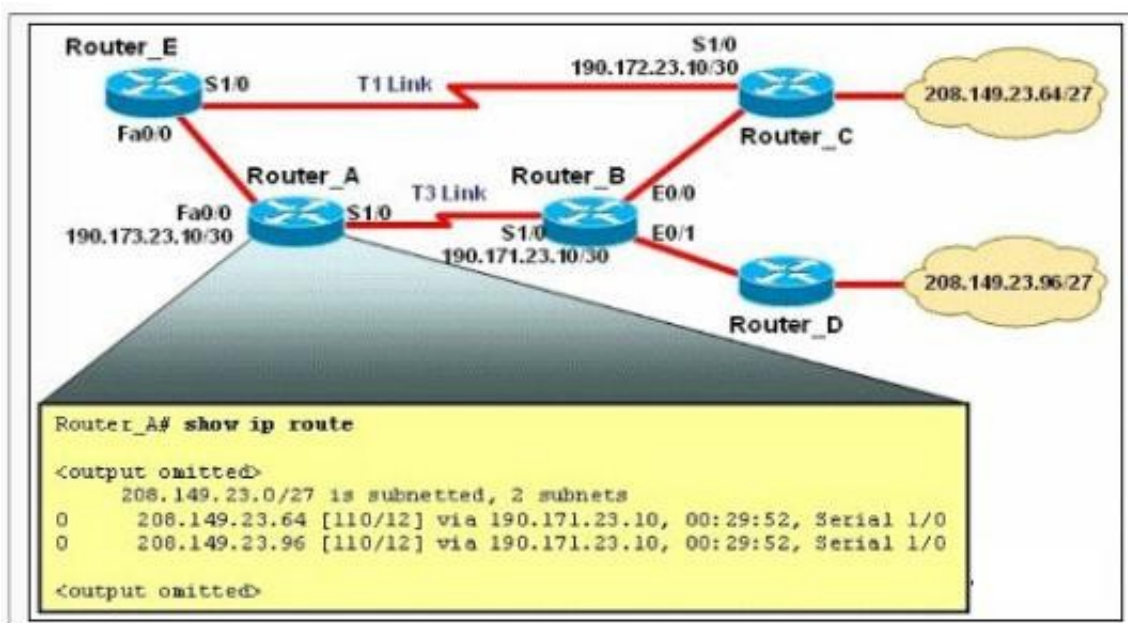 Router_E
S1/0
T1 Link
S1/0
190.172.23.10/30
208.149.23.64/27
Fa0/0
Router_C
Router_A
T3 Link
Router_B
Fa0/0
190.173.23.10/30
S1/0
S1/0
190.171.23.10/30
E0/0
E0/1
208.149.23.96/27
Router_D
Router_A# show ip route
<output omitted>
208.149.23.0/27 is subnetted, 2 subnets
O 208.149.23.64 [110/12] via 190.171.23.10, 00:29:52, Serial 1/0
O 208.149.23.96 [110/12] via 190.171.23.10, 00:29:52, Serial 1/0
<output omitted>